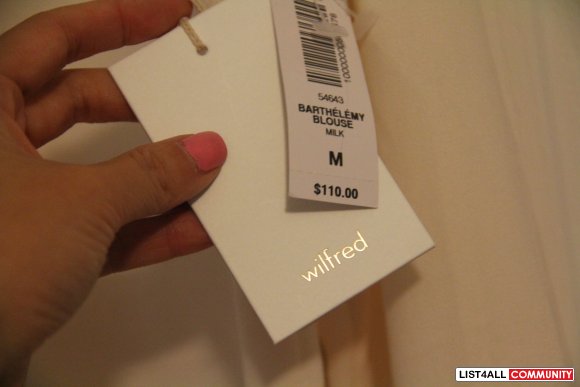 54643
BARTHÉLÉMY
BLOUSE
MILK
M
$110.00
wilfred
LIST4ALL COMMUNITY